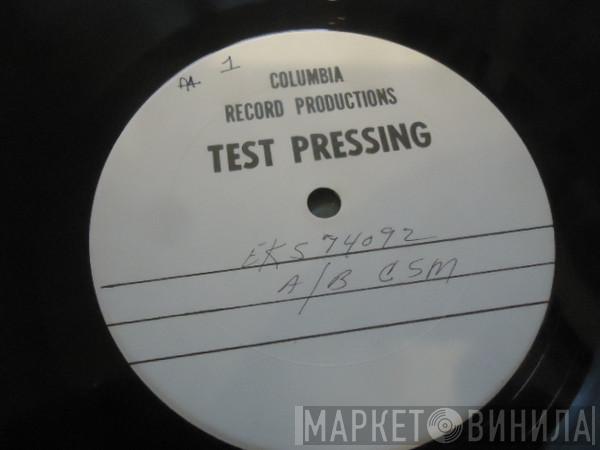 1
COLUMBIA
RECORD PRODUCTIONS
TEST PRESSING
EKS 74092
A/B CSM
МАРКЕТ ВИНИЛА